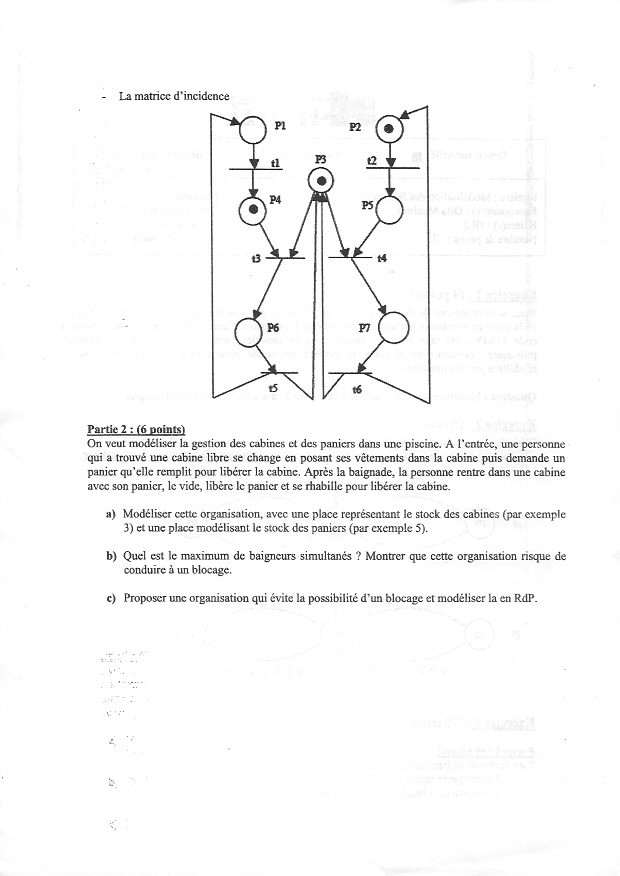 - La matrice d'incidence
P1
P2
t1
P3
t2
P4
P5
t3
t4
P6
P7
t5
t6
Partie 2 : (6 points)
On veut modéliser la gestion des cabines et des paniers dans une piscine. A l'entrée, une personne
qui a trouvé une cabine libre se change en posant ses vêtements dans la cabine puis demande un
panier qu'elle remplit pour libérer la cabine. Après la baignade, la personne rentre dans une cabine
avec son panier, le vide, libère le panier et se rhabille pour libérer la cabine.
a) Modéliser cette organisation, avec une place représentant le stock des cabines (par exemple
3) et une place modélisant le stock des paniers (par exemple 5).
b) Quel est le maximum de baigneurs simultanés ? Montrer que cette organisation risque de
conduire à un blocage.
c) Proposer une organisation qui évite la possibilité d'un blocage et modéliser la en RdP.